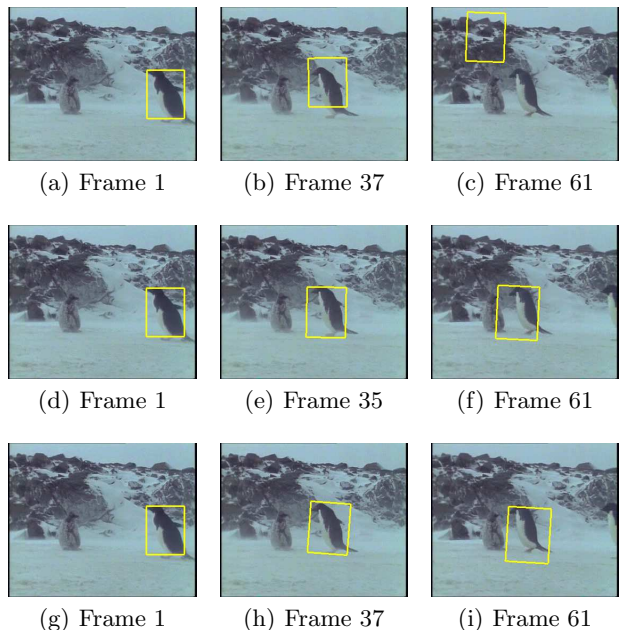 (a) Frame 1
(b) Frame 37
(c) Frame 61
(d) Frame 1
(e) Frame 35
(f) Frame 61
(g) Frame 1
(h) Frame 37
(i) Frame 61